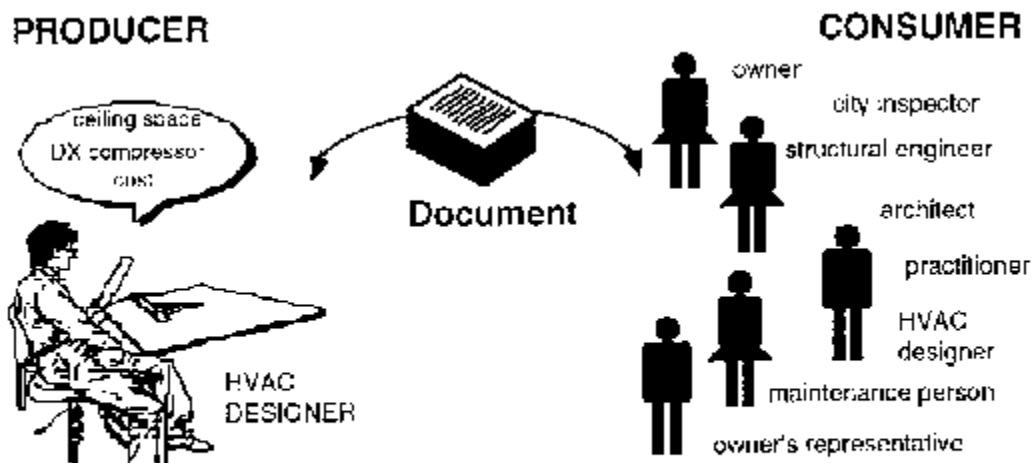 PRODUCER
CONSUMER
ceiling space
DX compressor
cost
Document
HVAC
DESIGNER
owner
city inspector
structural engineer
architect
practitioner
HVAC
designer
maintenance person
owner's representative